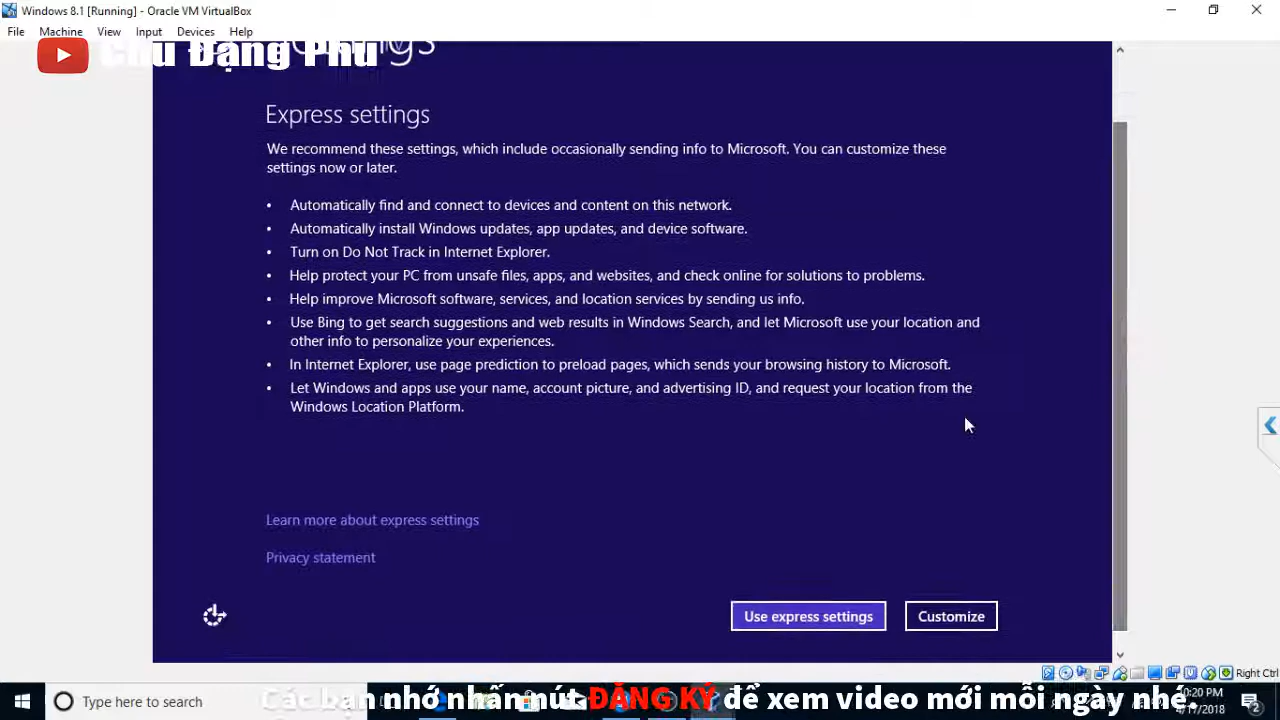 Windows 8.1 [Running] - Oracle VM VirtualBox
File Machine View Input Devices Help
Chu Đặng Phú
Express settings
We recommend these settings, which include occasionally sending info to Microsoft. You can customize these
settings now or later.
• Automatically find and connect to devices and content on this network.
• Automatically install Windows updates, app updates, and device software.
• Turn on Do Not Track in Internet Explorer.
• Help protect your PC from unsafe files, apps, and websites, and check online for solutions to problems.
• Help improve Microsoft software, services, and location services by sending us info.
• Use Bing to get search suggestions and web results in Windows Search, and let Microsoft use your location and
other info to personalize your experiences.
• In Internet Explorer, use page prediction to preload pages, which sends your browsing history to Microsoft.
• Let Windows and apps use your name, account picture, and advertising ID, and request your location from the
Windows Location Platform.
Learn more about express settings
Privacy statement
Use express settings Customize
Right Ctrl
Type here to search
Các bạn nhớ nhấn nút ĐĂNG KÝ để xem video mới mỗi ngày nhé.
:20 PM
/2018
2